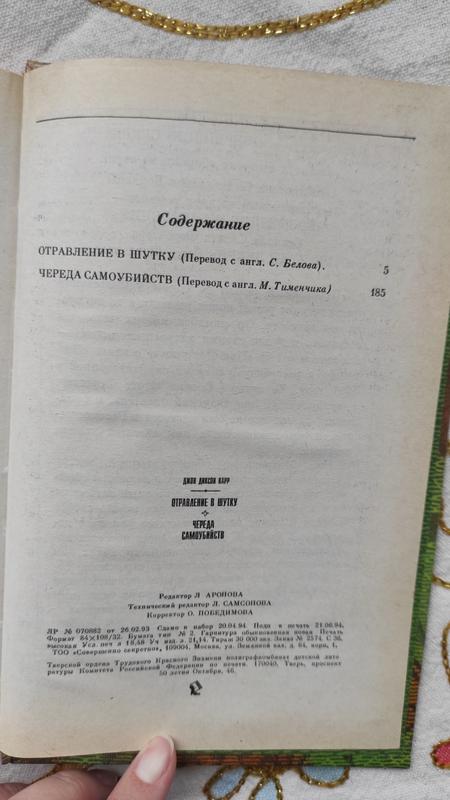 Содержание
ОТРАВЛЕНИЕ В ШУТКУ (Перевод с англ. С. Белова). 5
ЧЕРЕДА САМОУБИЙСТВ (Перевод с англ. М. Тименчика) 185
ДЖОН ДИКСОН КАРР
ОТРАВЛЕНИЕ В ШУТКУ
ЧЕРЕДА
САМОУБИЙСТВ
Редактор Л АРОНОВА
Технический редактор Л. САМСОНОВА
Корректор О. ПОБЕДИМОВА
ЛР № 070882 от 26.02.93 Сдано в набор 20.04.94 Подп в печать 21.06.94.
Формат 84×108/32. Бумага тип № 2. Гарнитура обыкновенная новая Печать
высокая Усл. печ л 18,48 Уч изд. л. 21,14. Тираж 30 000 экз Заказ № 2574. С 36.
ТОО «Совершенно секретно», 109004, Москва, ул. Земляной вал, д. 64, корп, 1,
Тверской ордена Трудового Красного Знамени полиграфкомбинат детской лите
ратуры Комитета Российской Федерации по печати. 170040, Тверь, проспект
50 летия Октября, 46.